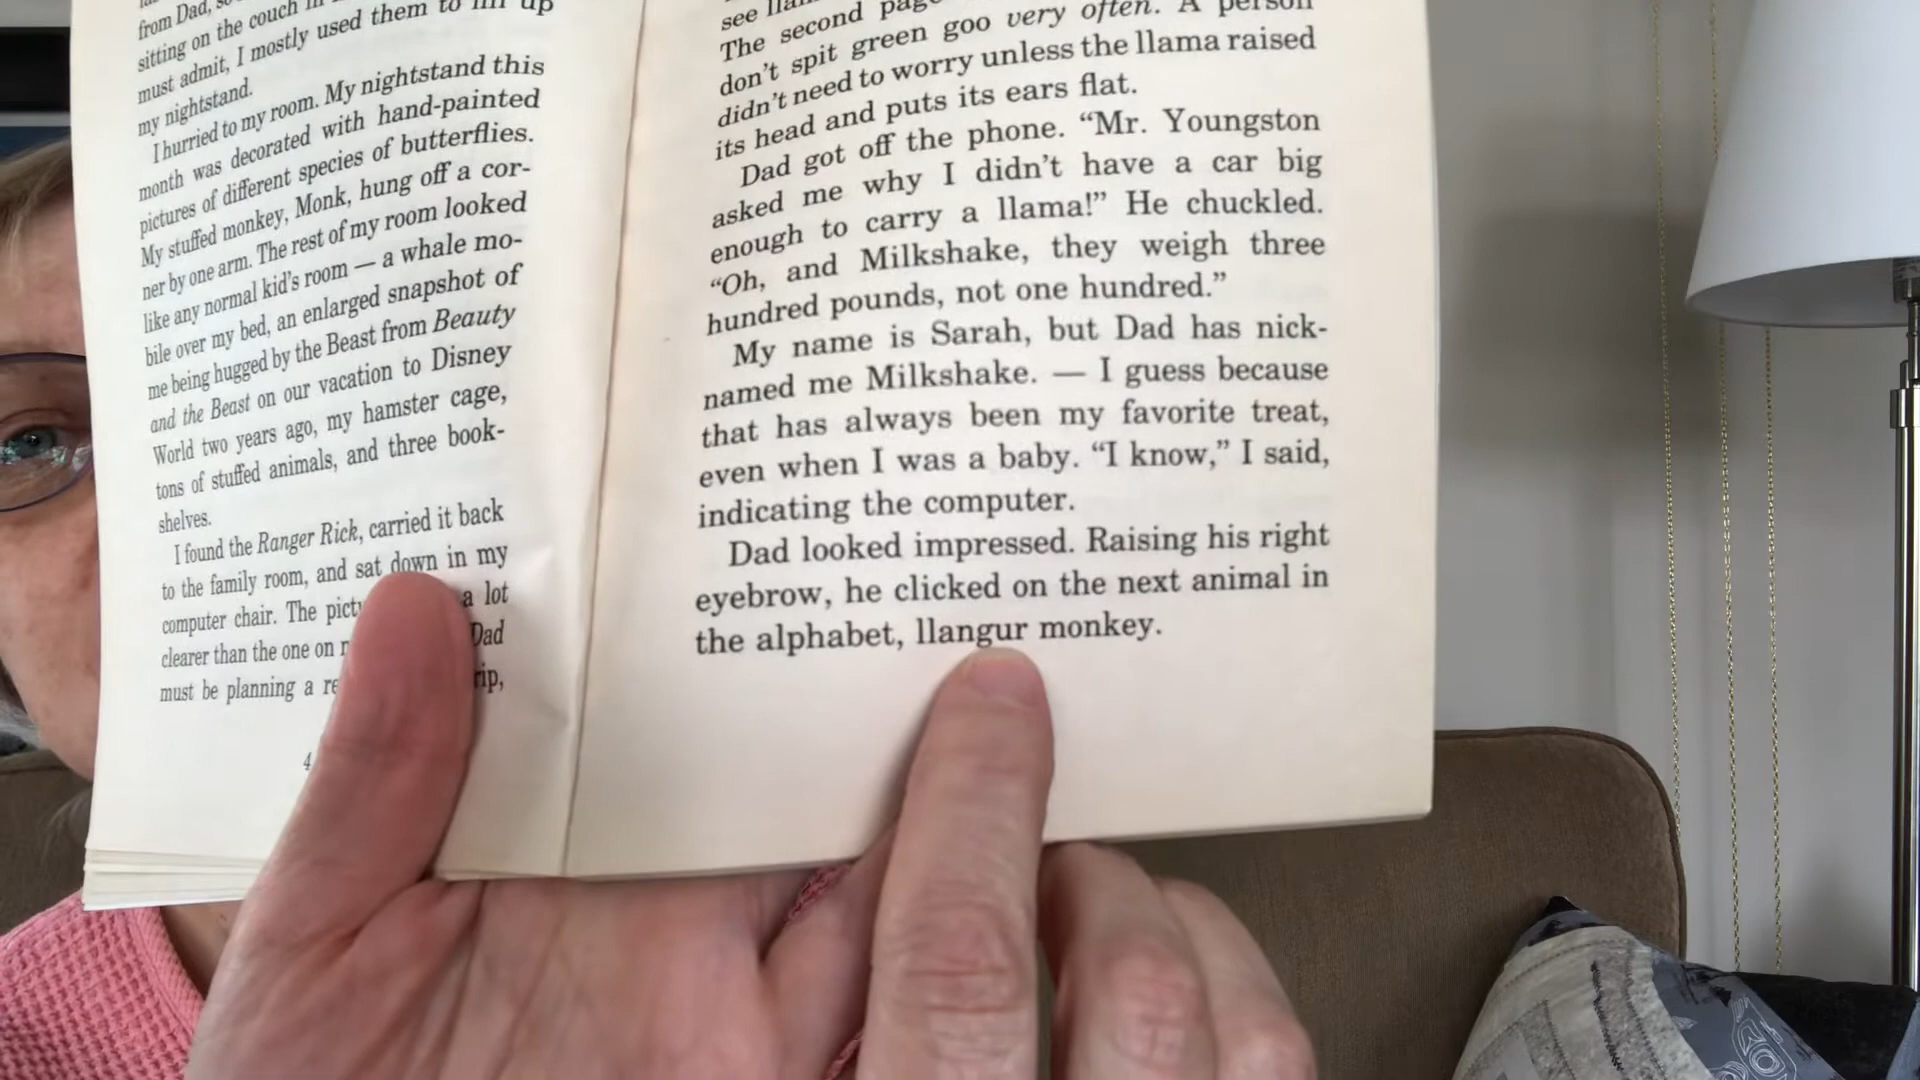 from Dad,
sitting on the couch in
must admit, I mostly used them to fill up
my nightstand.
I hurried to my room. My nightstand this
month was decorated with hand-painted
pictures of different species of butterflies.
My stuffed monkey, Monk, hung off a cor-
ner by one arm. The rest of my room looked
like any normal kid's room — a whale mo-
bile over my bed, an enlarged snapshot of
me being hugged by the Beast from Beauty
and the Beast on our vacation to Disney
World two years ago, my hamster cage,
tons of stuffed animals, and three book-
shelves.
I found the Ranger Rick, carried it back
to the family room, and sat down in my
computer chair. The a lot
clearer than the one on Dad
must be planning a
4
see
The second page
don't spit green goo very often. A person
didn't need to worry unless the llama raised
its head and puts its ears flat.
Dad got off the phone. “Mr. Youngston
asked me why I didn't have a car big
enough to carry a llama!” He chuckled.
“Oh, and Milkshake, they weigh three
hundred pounds, not one hundred.”
My name is Sarah, but Dad has nick-
named me Milkshake. — I guess because
that has always been my favorite treat,
even when I was a baby. “I know,” I said,
indicating the computer.
Dad looked impressed. Raising his right
eyebrow, he clicked on the next animal in
the alphabet, llangur monkey.